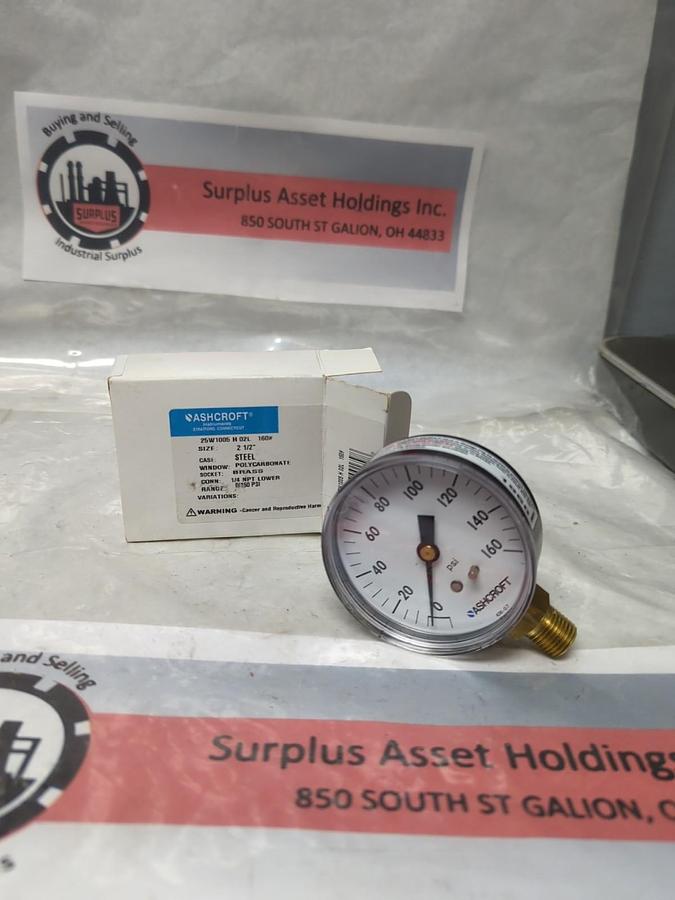 Buying and Selling
SURPLUS
Industrial Surplus
Surplus Asset Holdings Inc.
850 SOUTH ST GALION, OH 44833
ASHCROFT®
Instruments
STRATFORD, CONNECTICUT
25W1005 H 02L 160#
SIZE: 2 1/2"
CASE: STEEL
WINDOW: POLYCARBONATE
SOCKET: BRASS
CONN: 1/4 NPT LOWER
RANGE:
VARIATIONS:
WARNING -Cancer and Reproductive Harm
0
20
40
60
80
100
120
140
160
psi
ASHCROFT
and Selling
Surplus Asset Holdings
850 SOUTH ST GALION, O